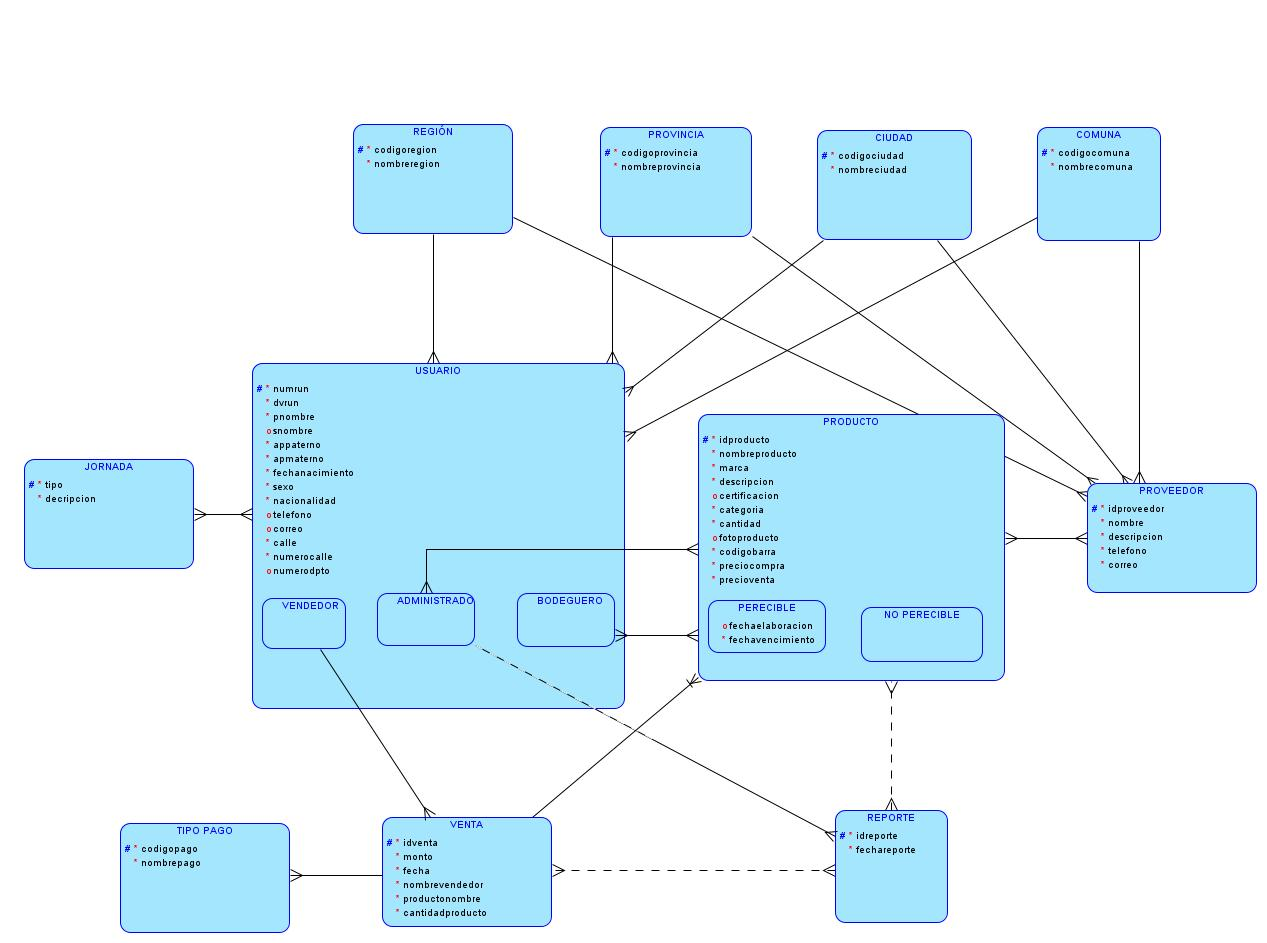 REGIÓN
# * codigoregion
* nombreregion
PROVINCIA
# * codigoprovincia
* nombreprovincia
CIUDAD
# * codigociudad
* nombreciudad
COMUNA
# * codigocomuna
* nombrecomuna
USUARIO
# * numrun
* dvrun
* pnombre
o snombre
* appaterno
* apmaterno
* fechanacimiento
* sexo
* nacionalidad
o telefono
o correo
* calle
* numerocalle
o numerodpto
VENDEDOR
ADMINISTRADO
BODEGUERO
JORNADA
# * tipo
* decripcion
PRODUCTO
# * idproducto
* nombreproducto
* marca
* descripcion
o certificacion
* categoria
* cantidad
o fotoproducto
* codigobarra
* preciocompra
* precioventa
PERECIBLE
o fechaelaboracion
* fechavencimiento
NO PERECIBLE
PROVEEDOR
# * idproveedor
* nombre
* descripcion
* telefono
* correo
TIPO PAGO
# * codigopago
* nombrepago
VENTA
# * idventa
* monto
* fecha
* nombrevendedor
* productonombre
* cantidadproducto
REPORTE
# * idreporte
* fechareporte